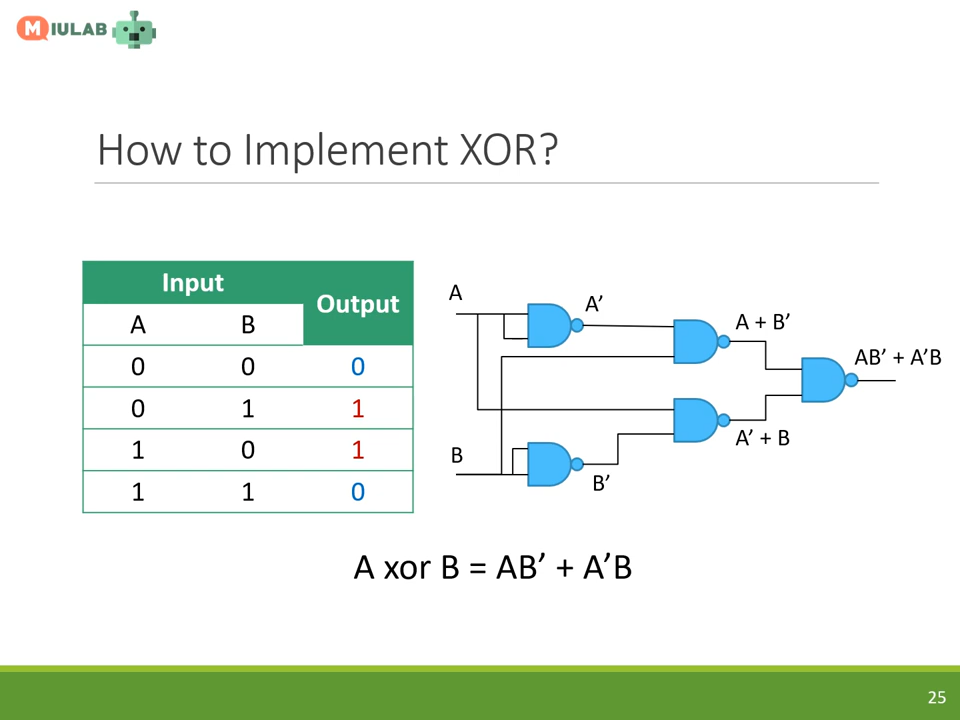 MIULAB
How to Implement XOR?
Input Output
A B
0 0 0
0 1 1
1 0 1
1 1 0
A
A’
A + B’
AB’ + A’B
A’ + B
B
B’
A xor B = AB’ + A’B
25